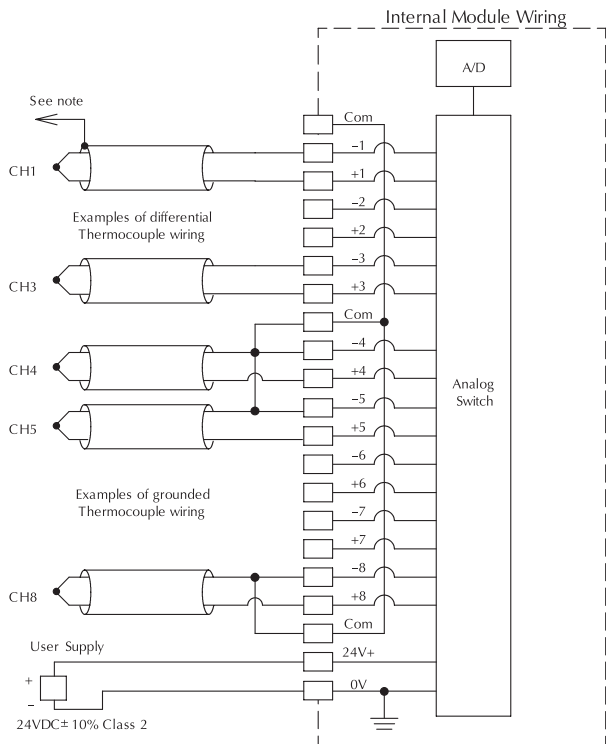 Internal Module Wiring
A/D
See note
Com
–1
CH1
+1
–2
Examples of differential
Thermocouple wiring
+2
–3
CH3
+3
Com
–4
CH4
+4
Analog
Switch
–5
CH5
+5
–6
Examples of grounded
Thermocouple wiring
+6
–7
+7
–8
CH8
+8
Com
User Supply
24V+
+
0V
–
24VDC± 10% Class 2